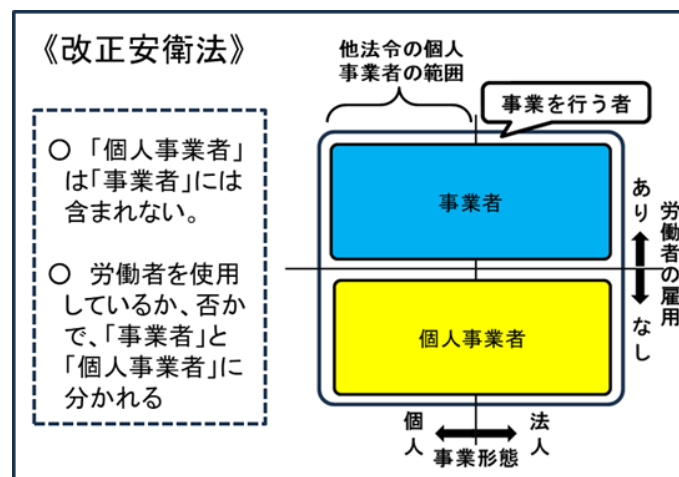 《改正安衛法》
○ 「個人事業者」
は「事業者」には
含まれない。
○ 労働者を使用
しているか、否か
で、「事業者」と
「個人事業者」に
分かれる
他法令の個人
事業者の範囲
事業を行う者
事業者
個人事業者
あり
なし
労働者の雇用
個人
法人
事業形態